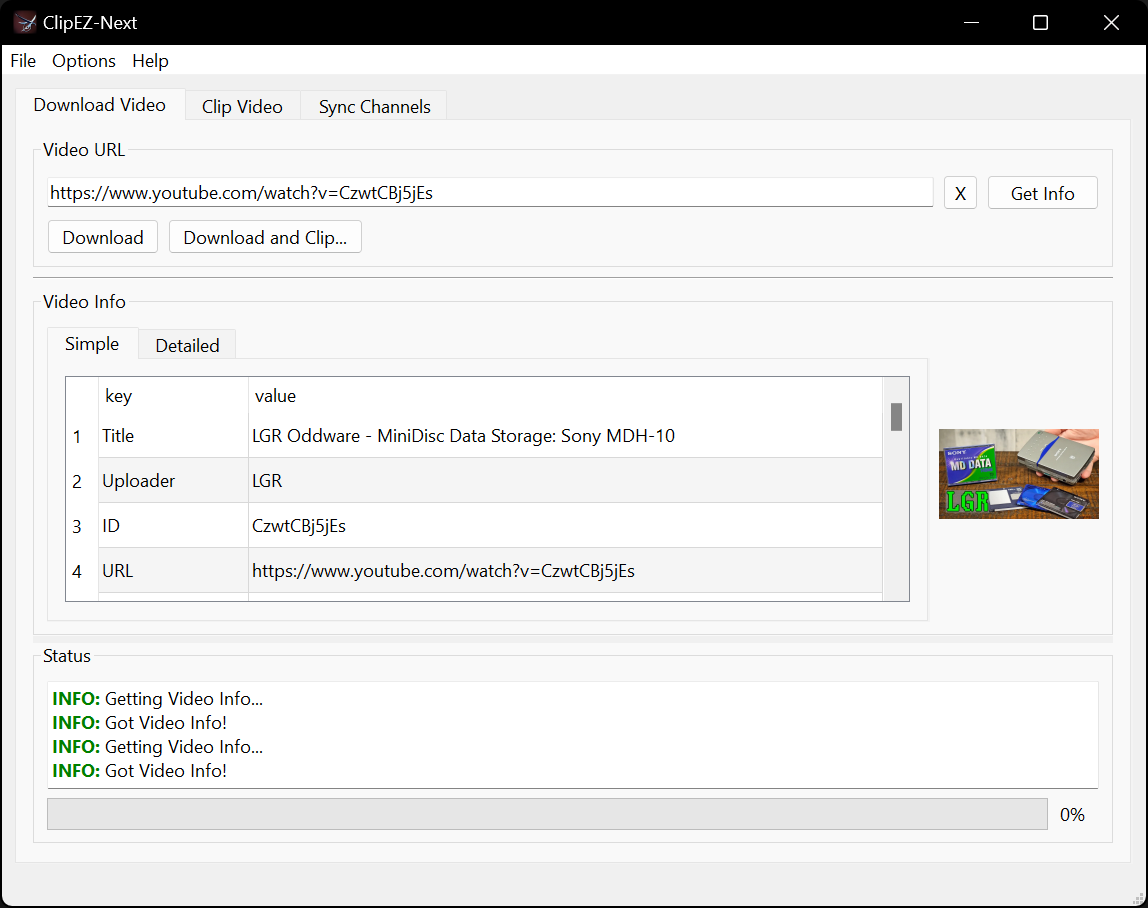 ClipEZ-Next
File Options Help
Download Video Clip Video Sync Channels
Video URL
https://www.youtube.com/watch?v=CzwtCBj5jEs X Get Info
Download Download and Clip...
Video Info
Simple Detailed
key value
1 Title LGR Oddware - MiniDisc Data Storage: Sony MDH-10
2 Uploader LGR
3 ID CzwtCBj5jEs
4 URL https://www.youtube.com/watch?v=CzwtCBj5jEs
SONY
MD DATA
LGR
Status
INFO: Getting Video Info...
INFO: Got Video Info!
INFO: Getting Video Info...
INFO: Got Video Info!
0%